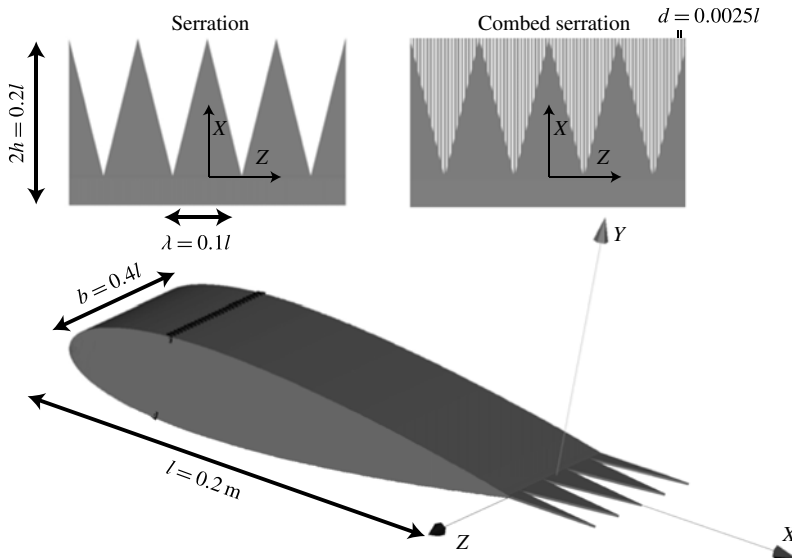 Serration
Combed serration
d = 0.0025l
2h = 0.2l
X
Z
X
Z
λ = 0.1l
Y
b = 0.4l
l = 0.2 m
Z
X